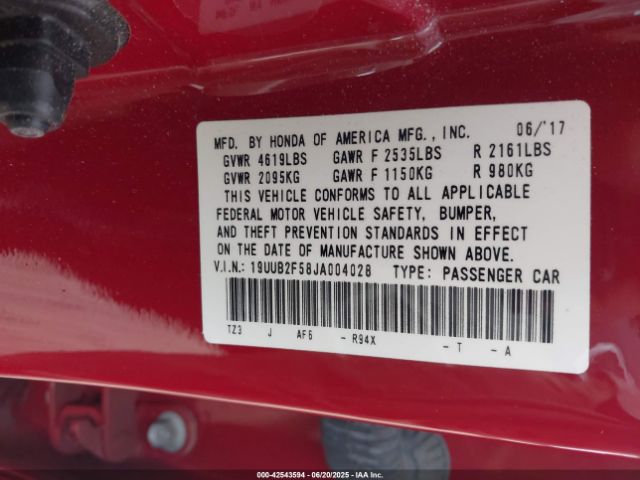 MFD. BY HONDA OF AMERICA MFG., INC. 06/'17
GVWR 4619LBS GAWR F 2535LBS R 2161LBS
GVWR 2095KG GAWR F 1150KG R 980KG
THIS VEHICLE CONFORMS TO ALL APPLICABLE
FEDERAL MOTOR VEHICLE SAFETY, BUMPER,
AND THEFT PREVENTION STANDARDS IN EFFECT
ON THE DATE OF MANUFACTURE SHOWN ABOVE.
V.I.N.: 19UUB2F58JA004028 TYPE: PASSENGER CAR
TZ3 J AF6 - R94X - T - A
000-42543594 | 06/20/2025 - IAA Inc.